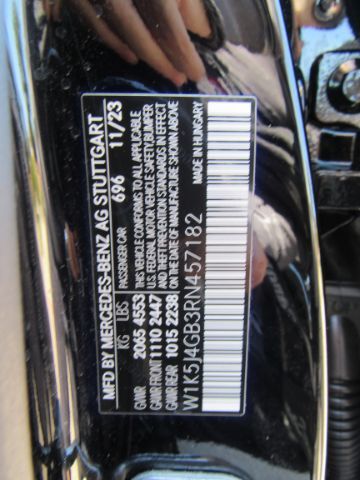 MFD BY MERCEDES-BENZ AG STUTTGART
PASSENGER CAR 696 11/23
KG LBS
GVWR 2065 4553
GAWR FRONT 1110 2447
GAWR REAR 1015 2238
THIS VEHICLE CONFORMS TO ALL APPLICABLE
U.S. FEDERAL MOTOR VEHICLE SAFETY, BUMPER
AND THEFT PREVENTION STANDARDS IN EFFECT
ON THE DATE OF MANUFACTURE SHOWN ABOVE
W1K5J4GB3RN457182
MADE IN HUNGARY